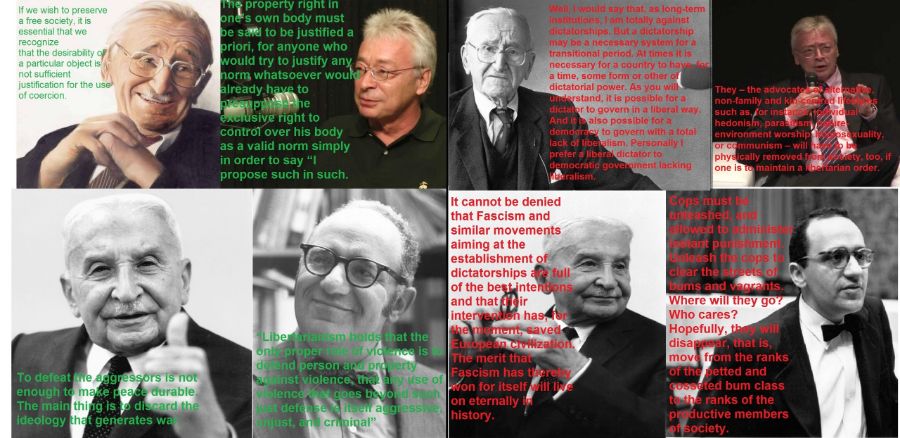 If we wish to preserve
a free society, it is
essential that we
recognize
that the desirability of
a particular object is
not sufficient
justification for the use
of coercion.
The property right in
one's own body must
be said to be justified a
priori, for anyone who
would try to justify any
norm whatsoever would
already have to
presuppose the
exclusive right to
control over his body
as a valid norm simply
in order to say “I
propose such in such.
Well, I would say that, as long-term
institutions, I am totally against
dictatorships. But a dictatorship
may be a necessary system for a
transitional period. At times it is
necessary for a country to have, for
a time, some form or other of
dictatorial power. As you will
understand, it is possible for a
dictator to govern in a liberal way.
And it is also possible for a
democracy to govern with a total
lack of liberalism. Personally I
prefer a liberal dictator to
democratic government lacking
liberalism.
They – the advocates of alternative,
non-family and kin-centered lifestyles
such as, for instance, individual
hedonism, parasitism, nature-
environment worship, homosexuality,
or communism – will have to be
physically removed from society, too, if
one is to maintain a libertarian order.
To defeat the aggressors is not
enough to make peace durable.
The main thing is to discard the
ideology that generates war
“Libertarianism holds that the
only proper role of violence is to
defend person and property
against violence, that any use of
violence that goes beyond such
just defense is itself aggressive,
unjust, and criminal”
It cannot be denied
that Fascism and
similar movements
aiming at the
establishment of
dictatorships are full
of the best intentions
and that their
intervention has, for
the moment, saved
European civilization.
The merit that
Fascism has thereby
won for itself will live
on eternally in
history.
Cops must be
unleashed, and
allowed to administer
instant punishment.
Unleash the cops to
clear the streets of
bums and vagrants.
Where will they go?
Who cares?
Hopefully, they will
disappear, that is,
move from the ranks
of the petted and
cosseted bum class
to the ranks of the
productive members
of society.